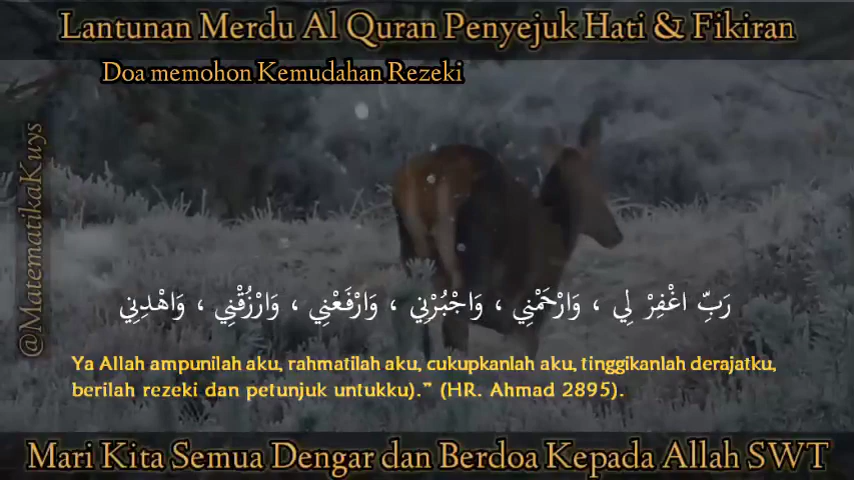 Lantunan Merdu Al Quran Penyejuk Hati & Fikiran
Doa memohon Kemudahan Rezeki
@MatematikaKuys
رَبِّ اغْفِرْ لِي ، وَارْحَمْنِي ، وَاجْبُرْنِي ، وَارْفَعْنِي ، وَارْزُقْنِي ، وَاهْدِنِي
Ya Allah ampunilah aku, rahmatilah aku, cukupkanlah aku, tinggikanlah derajatku,
berilah rezeki dan petunjuk untukku).” (HR. Ahmad 2895).
Mari Kita Semua Dengar dan Berdoa Kepada Allah SWT